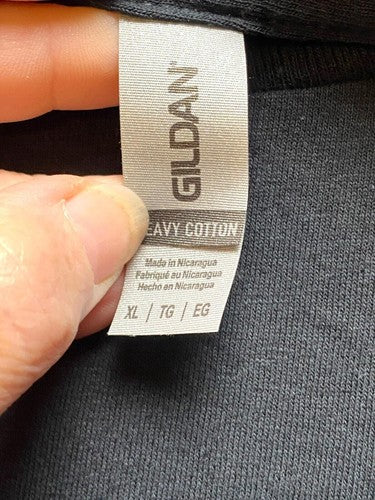 GILDAN
EAVY COTTON
Made in Nicaragua
Fabriqué au Nicaragua
Hecho en Nicaragua
XL / TG / EG